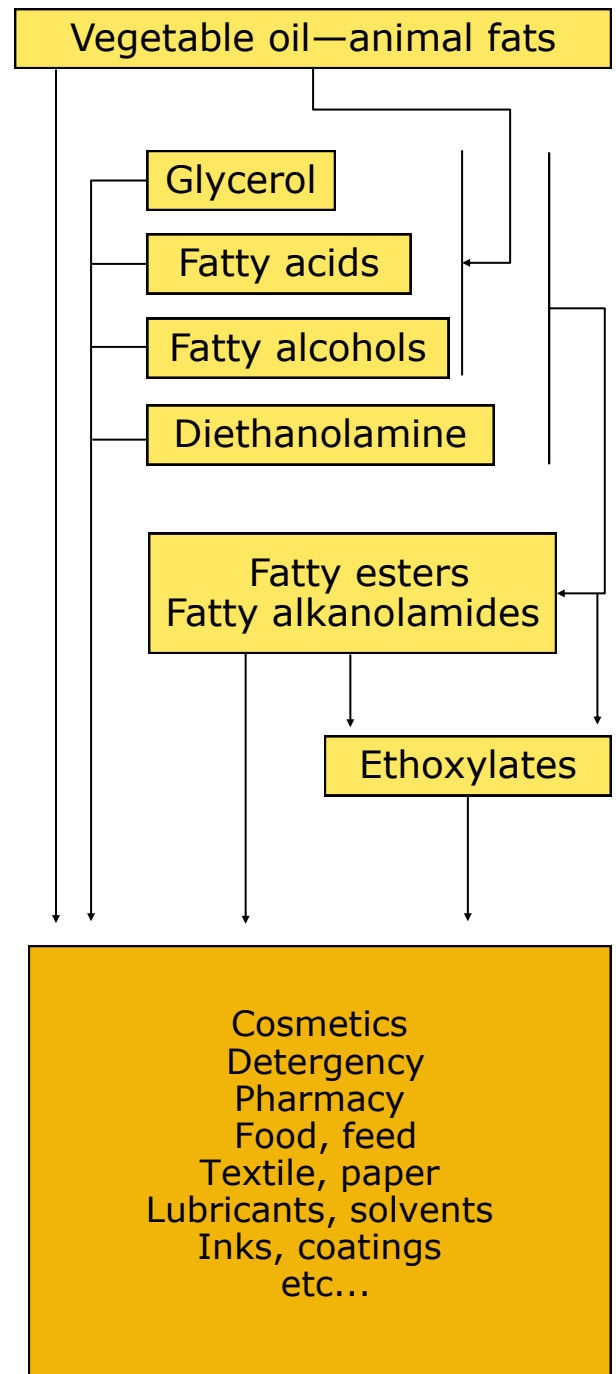 Vegetable oil—animal fats
Glycerol
Fatty acids
Fatty alcohols
Diethanolamine
Fatty esters
Fatty alkanolamides
Ethoxylates
Cosmetics
Detergency
Pharmacy
Food, feed
Textile, paper
Lubricants, solvents
Inks, coatings
etc...